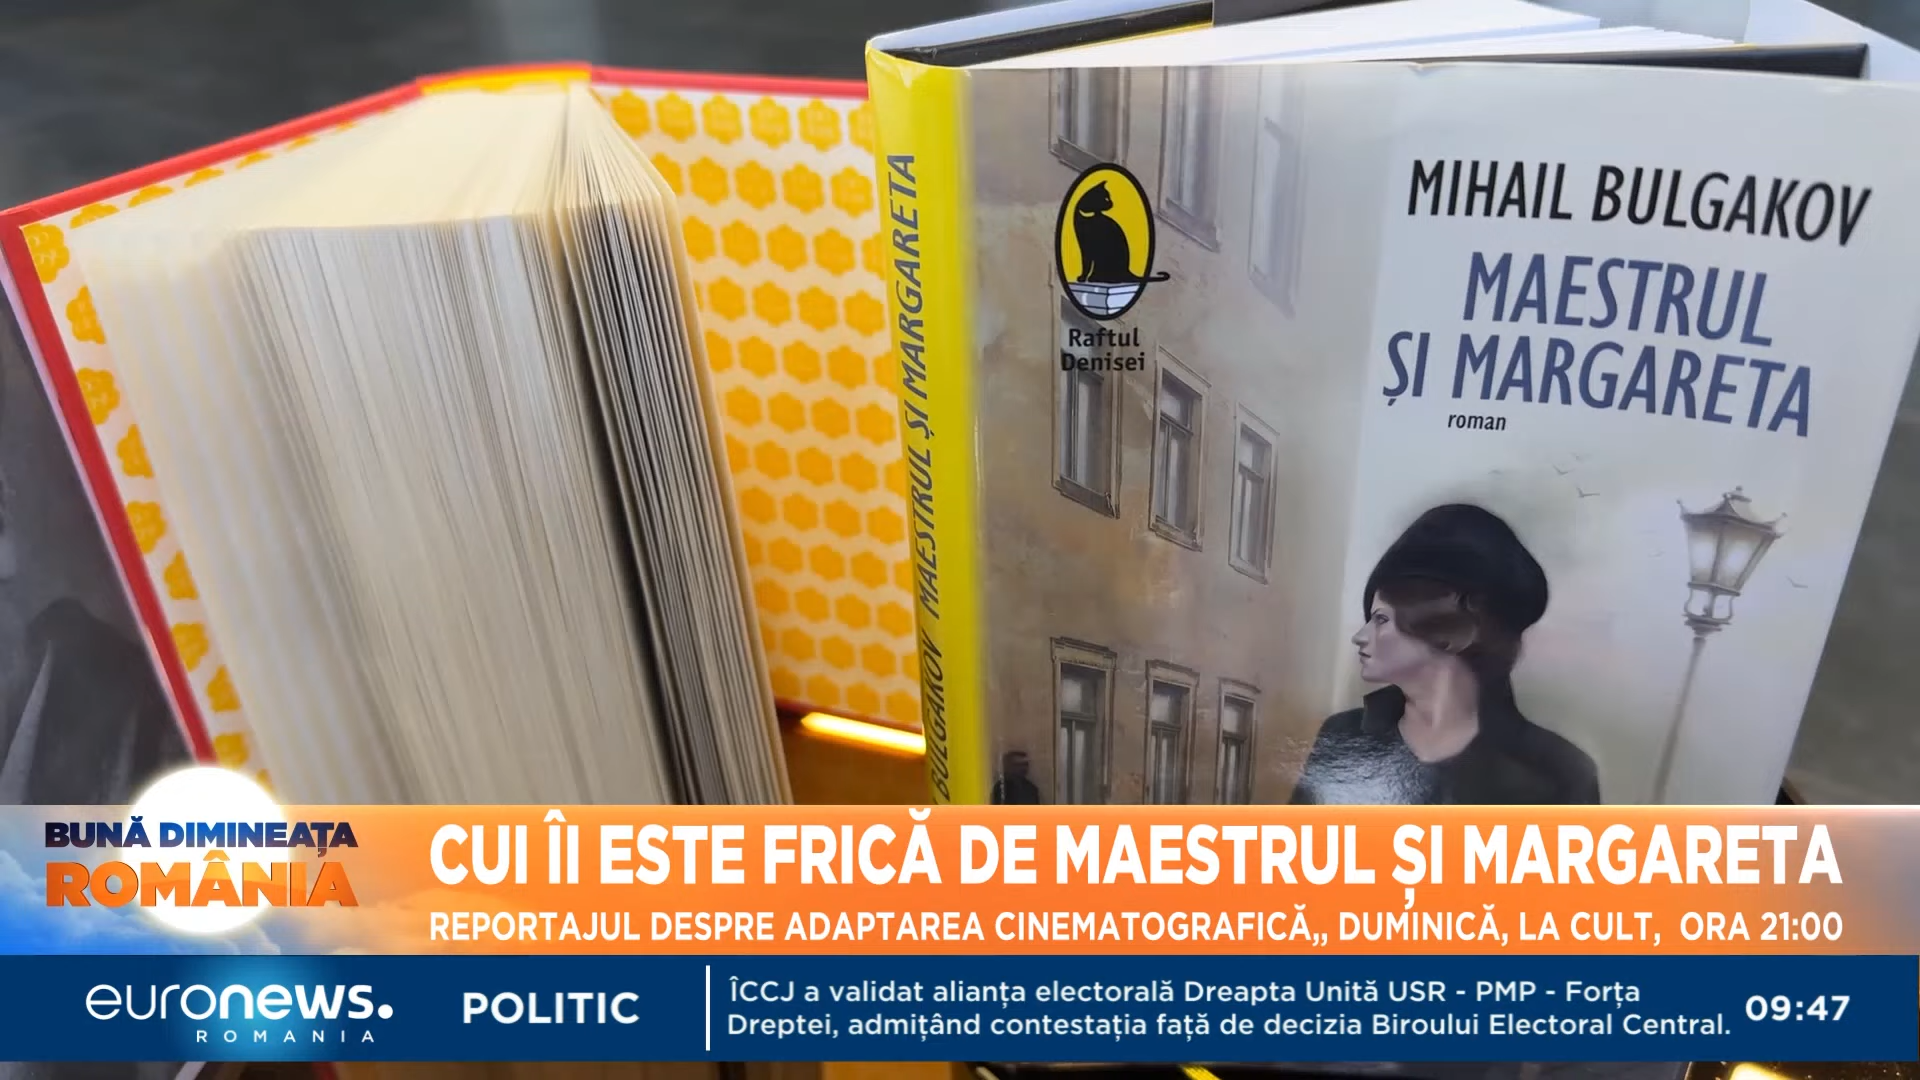 MIHAIL BULGAKOV
MAESTRUL
ȘI MARGARETA
roman
Raftul
Denisei
BULGAKOV MAESTRUL ȘI MARGARETA
BUNĂ DIMINEAȚA
ROMÂNIA
CUI ÎI ESTE FRICĂ DE MAESTRUL ȘI MARGARETA
REPORTAJUL DESPRE ADAPTAREA CINEMATOGRAFICĂ,, DUMINICĂ, LA CULT, ORA 21:00
euronews.
ROMANIA
POLITIC
ÎCCJ a validat alianța electorală Dreapta Unită USR - PMP - Forța
Dreptei, admițând contestația față de decizia Biroului Electoral Central.
09:47